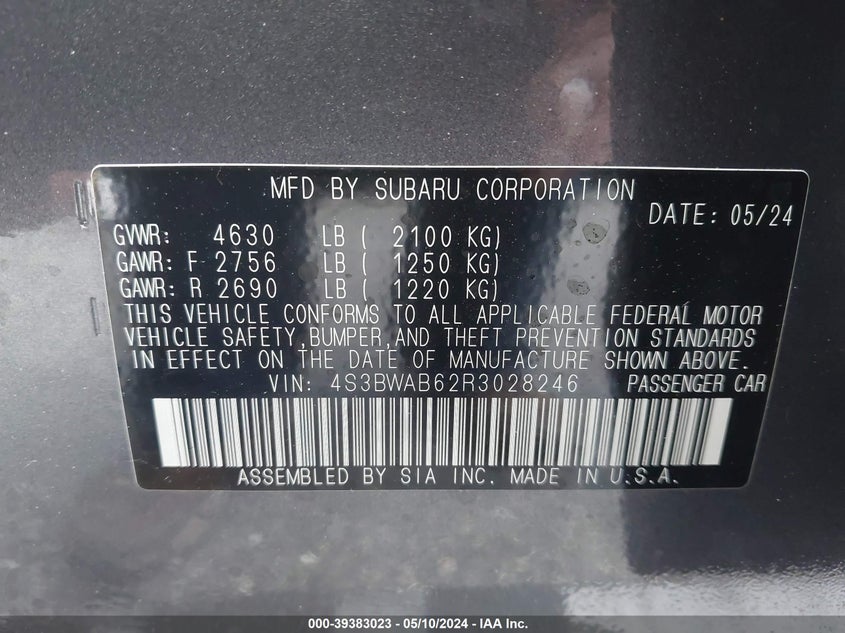 MFD BY SUBARU CORPORATION
DATE: 05/24
GVWR: 4630 LB ( 2100 KG)
GAWR: F 2756 LB ( 1250 KG)
GAWR: R 2690 LB ( 1220 KG)
THIS VEHICLE CONFORMS TO ALL APPLICABLE FEDERAL MOTOR
VEHICLE SAFETY, BUMPER, AND THEFT PREVENTION STANDARDS
IN EFFECT ON THE DATE OF MANUFACTURE SHOWN ABOVE.
VIN: 4S3BWAB62R3028246 PASSENGER CAR
ASSEMBLED BY SIA INC. MADE IN U.S.A.
000-39383023 - 05/10/2024 - IAA Inc.